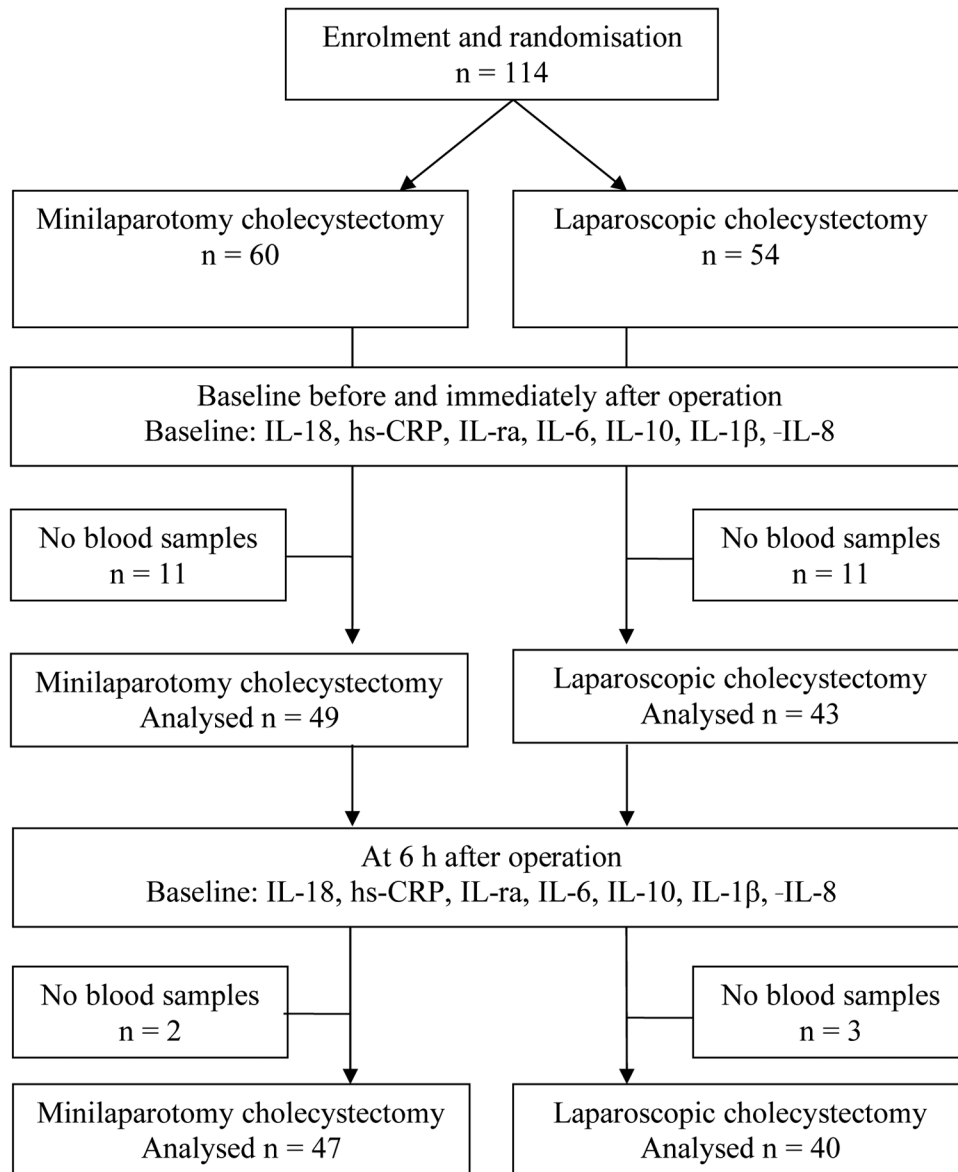 Enrolment and randomisation
n = 114
Minilaparotomy cholecystectomy
n = 60
Laparoscopic cholecystectomy
n = 54
Baseline before and immediately after operation
Baseline: IL-18, hs-CRP, IL-ra, IL-6, IL-10, IL-1β, -IL-8
No blood samples
n = 11
No blood samples
n = 11
Minilaparotomy cholecystectomy
Analysed n = 49
Laparoscopic cholecystectomy
Analysed n = 43
At 6 h after operation
Baseline: IL-18, hs-CRP, IL-ra, IL-6, IL-10, IL-1β, -IL-8
No blood samples
n = 2
No blood samples
n = 3
Minilaparotomy cholecystectomy
Analysed n = 47
Laparoscopic cholecystectomy
Analysed n = 40